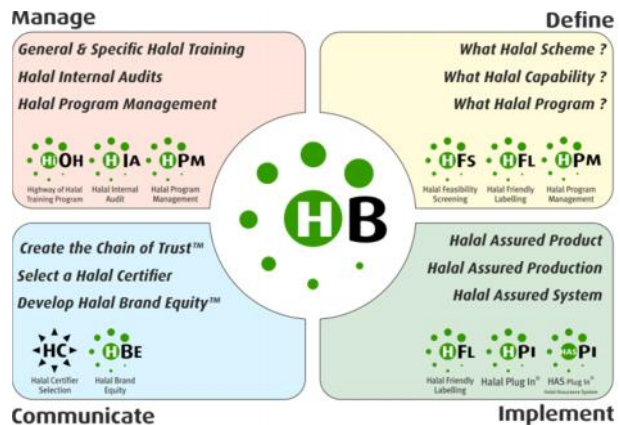 Manage
General & Specific Halal Training
Halal Internal Audits
Halal Program Management
HiOH
Highway of Halal
Training Program
HIA
Halal Internal
Audit
HPM
Halal Program
Management
Define
What Halal Scheme ?
What Halal Capability ?
What Halal Program ?
HFS
Halal Feasibility
Screening
HFL
Halal Friendly
Labelling
HPM
Halal Program
Management
HB
Create the Chain of Trust™
Select a Halal Certifier
Develop Halal Brand Equity™
HC
Halal Certifier
Selection
HBE
Halal Brand
Equity
Communicate
Halal Assured Product
Halal Assured Production
Halal Assured System
HFL
Halal Friendly
Labelling
HPI
Halal Plug In®
HAS PI
HAS Plug In®
Halal Assurance System
Implement